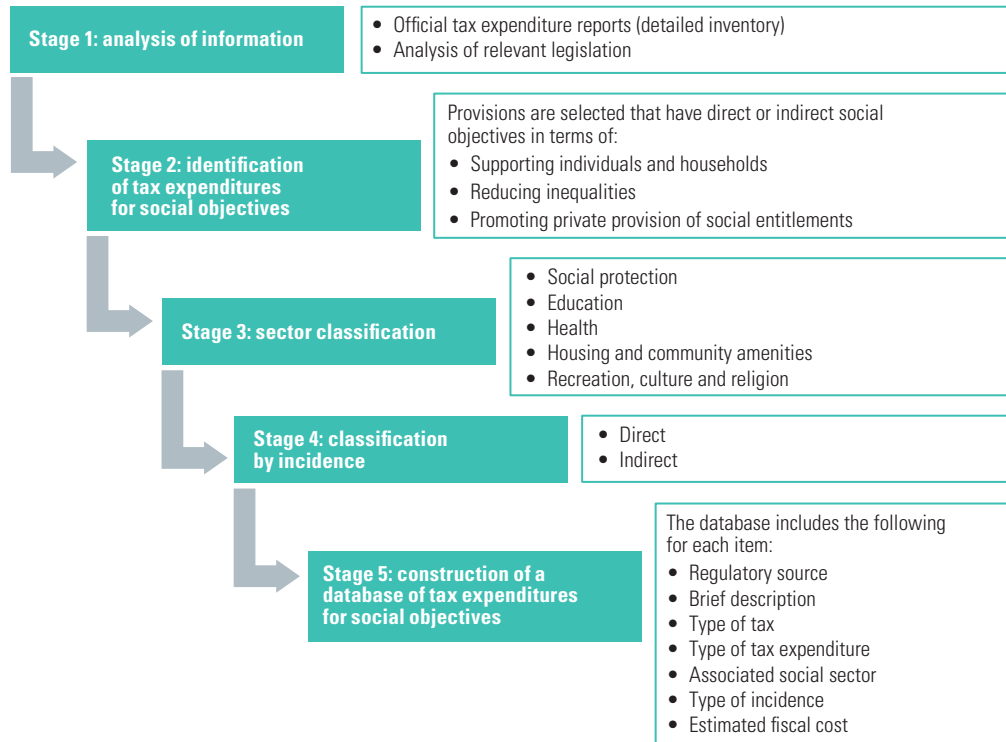 Stage 1: analysis of information
• Official tax expenditure reports (detailed inventory)
• Analysis of relevant legislation
Stage 2: identification
of tax expenditures
for social objectives
Provisions are selected that have direct or indirect social
objectives in terms of:
• Supporting individuals and households
• Reducing inequalities
• Promoting private provision of social entitlements
Stage 3: sector classification
• Social protection
• Education
• Health
• Housing and community amenities
• Recreation, culture and religion
Stage 4: classification
by incidence
• Direct
• Indirect
Stage 5: construction of a
database of tax expenditures
for social objectives
The database includes the following
for each item:
• Regulatory source
• Brief description
• Type of tax
• Type of tax expenditure
• Associated social sector
• Type of incidence
• Estimated fiscal cost